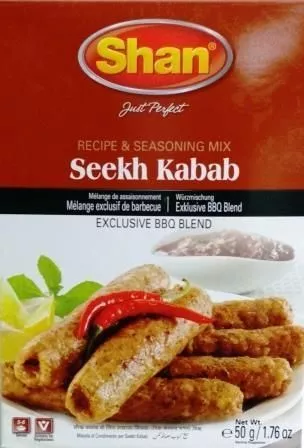 Shan®
Just Perfect
RECIPE & SEASONING MIX
Seekh Kabab
Mélange de assaisonnement
Mélange exclusif de barbecue
Würzmischung
Exklusive BBQ Blend
EXCLUSIVE BBQ BLEND
Net Wt.
℮ 50 g / 1.76 oz